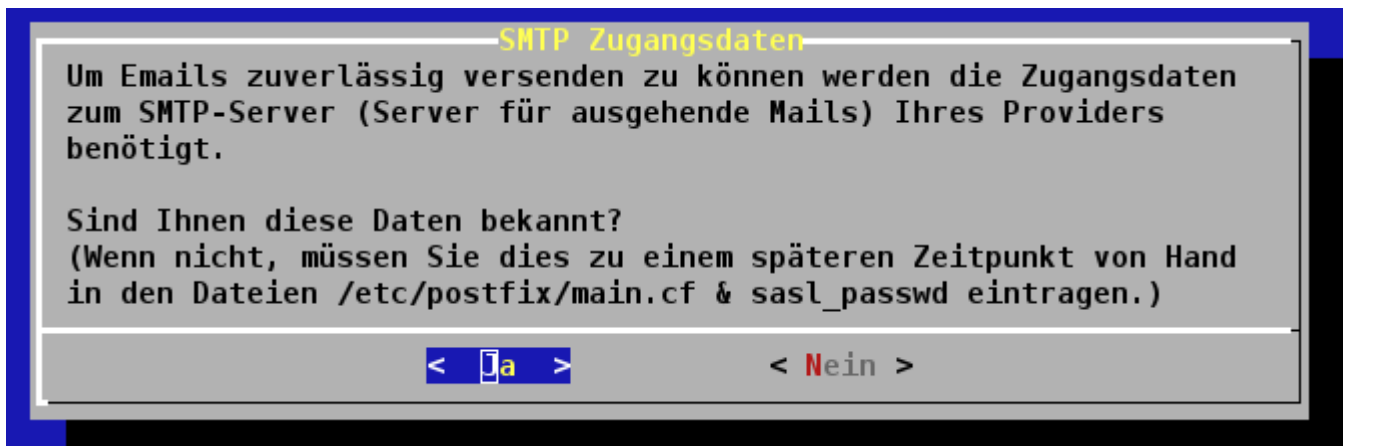 SMTP Zugangsdaten
Um Emails zuverlässig versenden zu können werden die Zugangsdaten
zum SMTP-Server (Server für ausgehende Mails) Ihres Providers
benötigt.
Sind Ihnen diese Daten bekannt?
(Wenn nicht, müssen Sie dies zu einem späteren Zeitpunkt von Hand
in den Dateien /etc/postfix/main.cf & sasl_passwd eintragen.)
< Ja > < Nein >